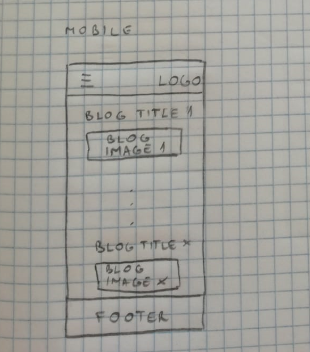 MOBILE
LOGO
BLOG TITLE 1
BLOG
IMAGE 1
BLOG TITLE X
BLOG
IMAGE X
FOOTER